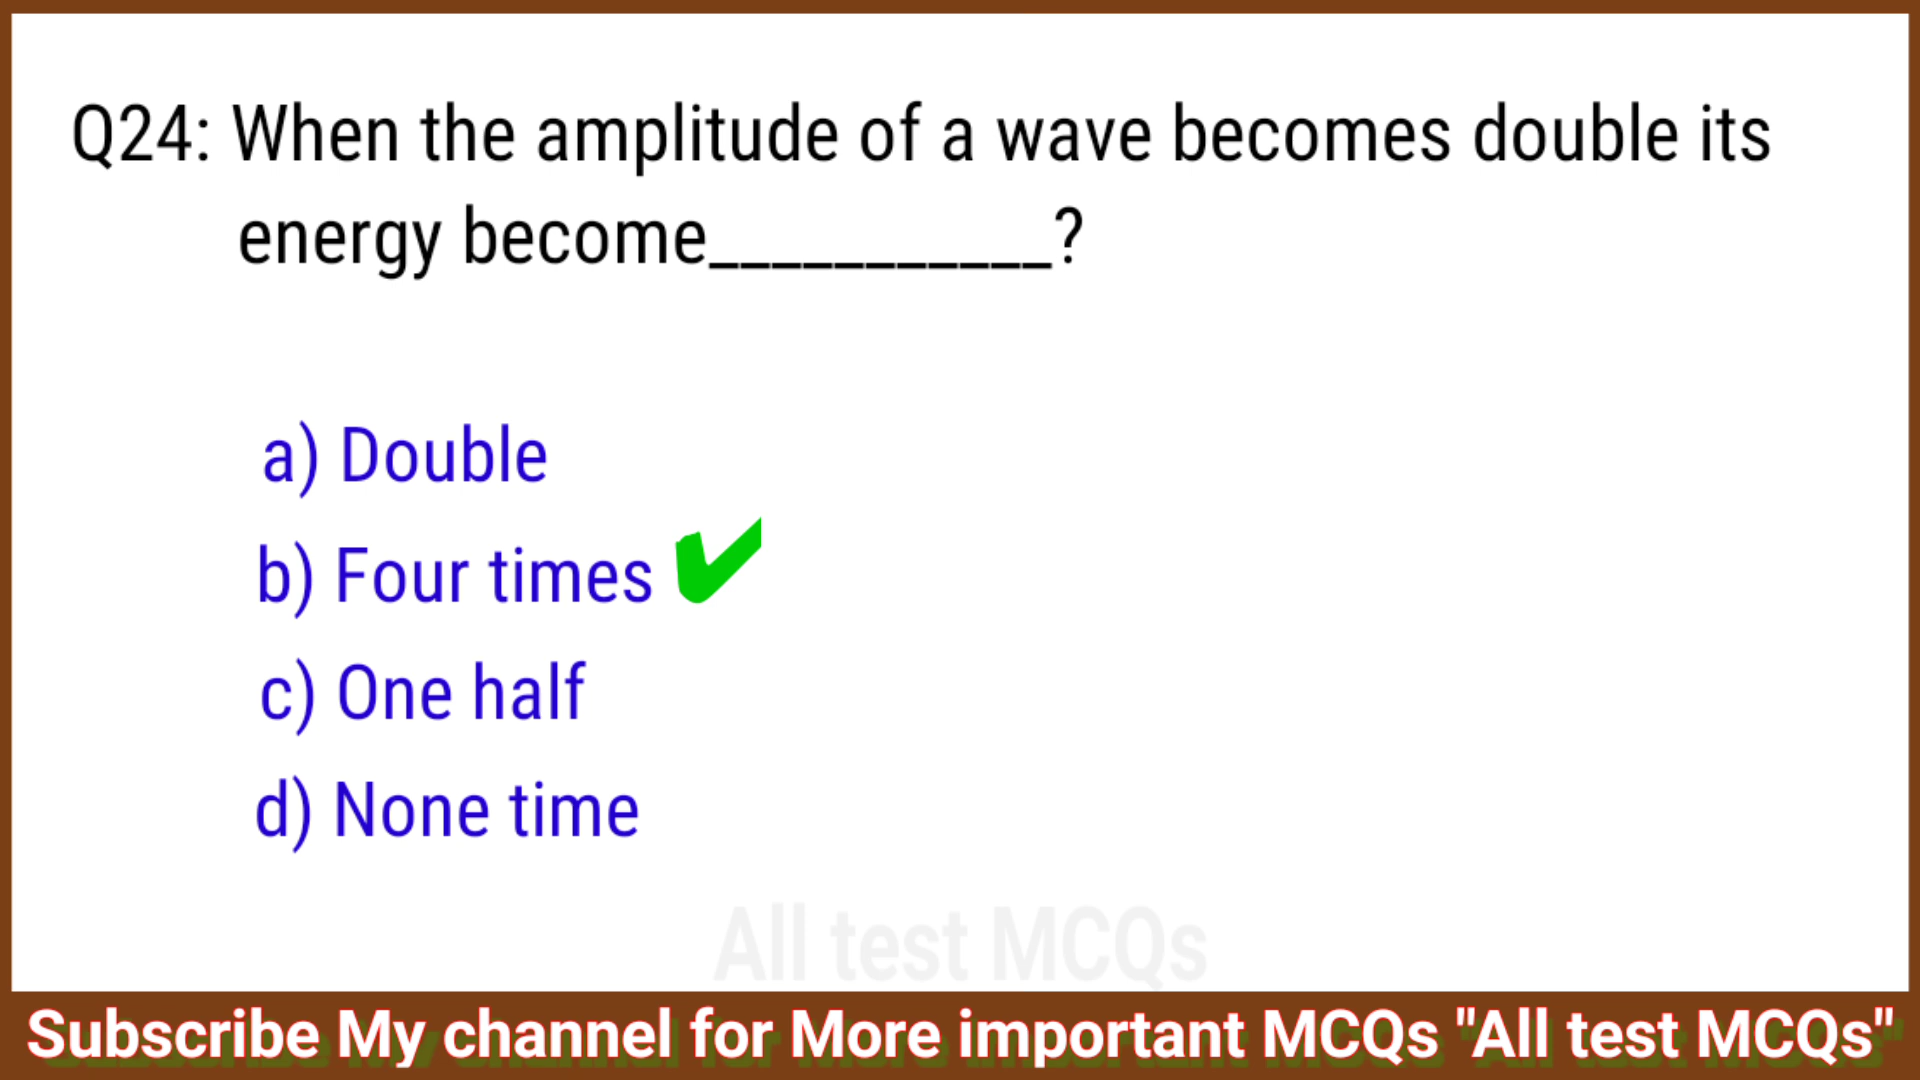 Q24: When the amplitude of a wave becomes double its
energy become___________?
a) Double
b) Four times
c) One half
d) None time
All test MCQs
Subscribe My channel for More important MCQs "All test MCQs"